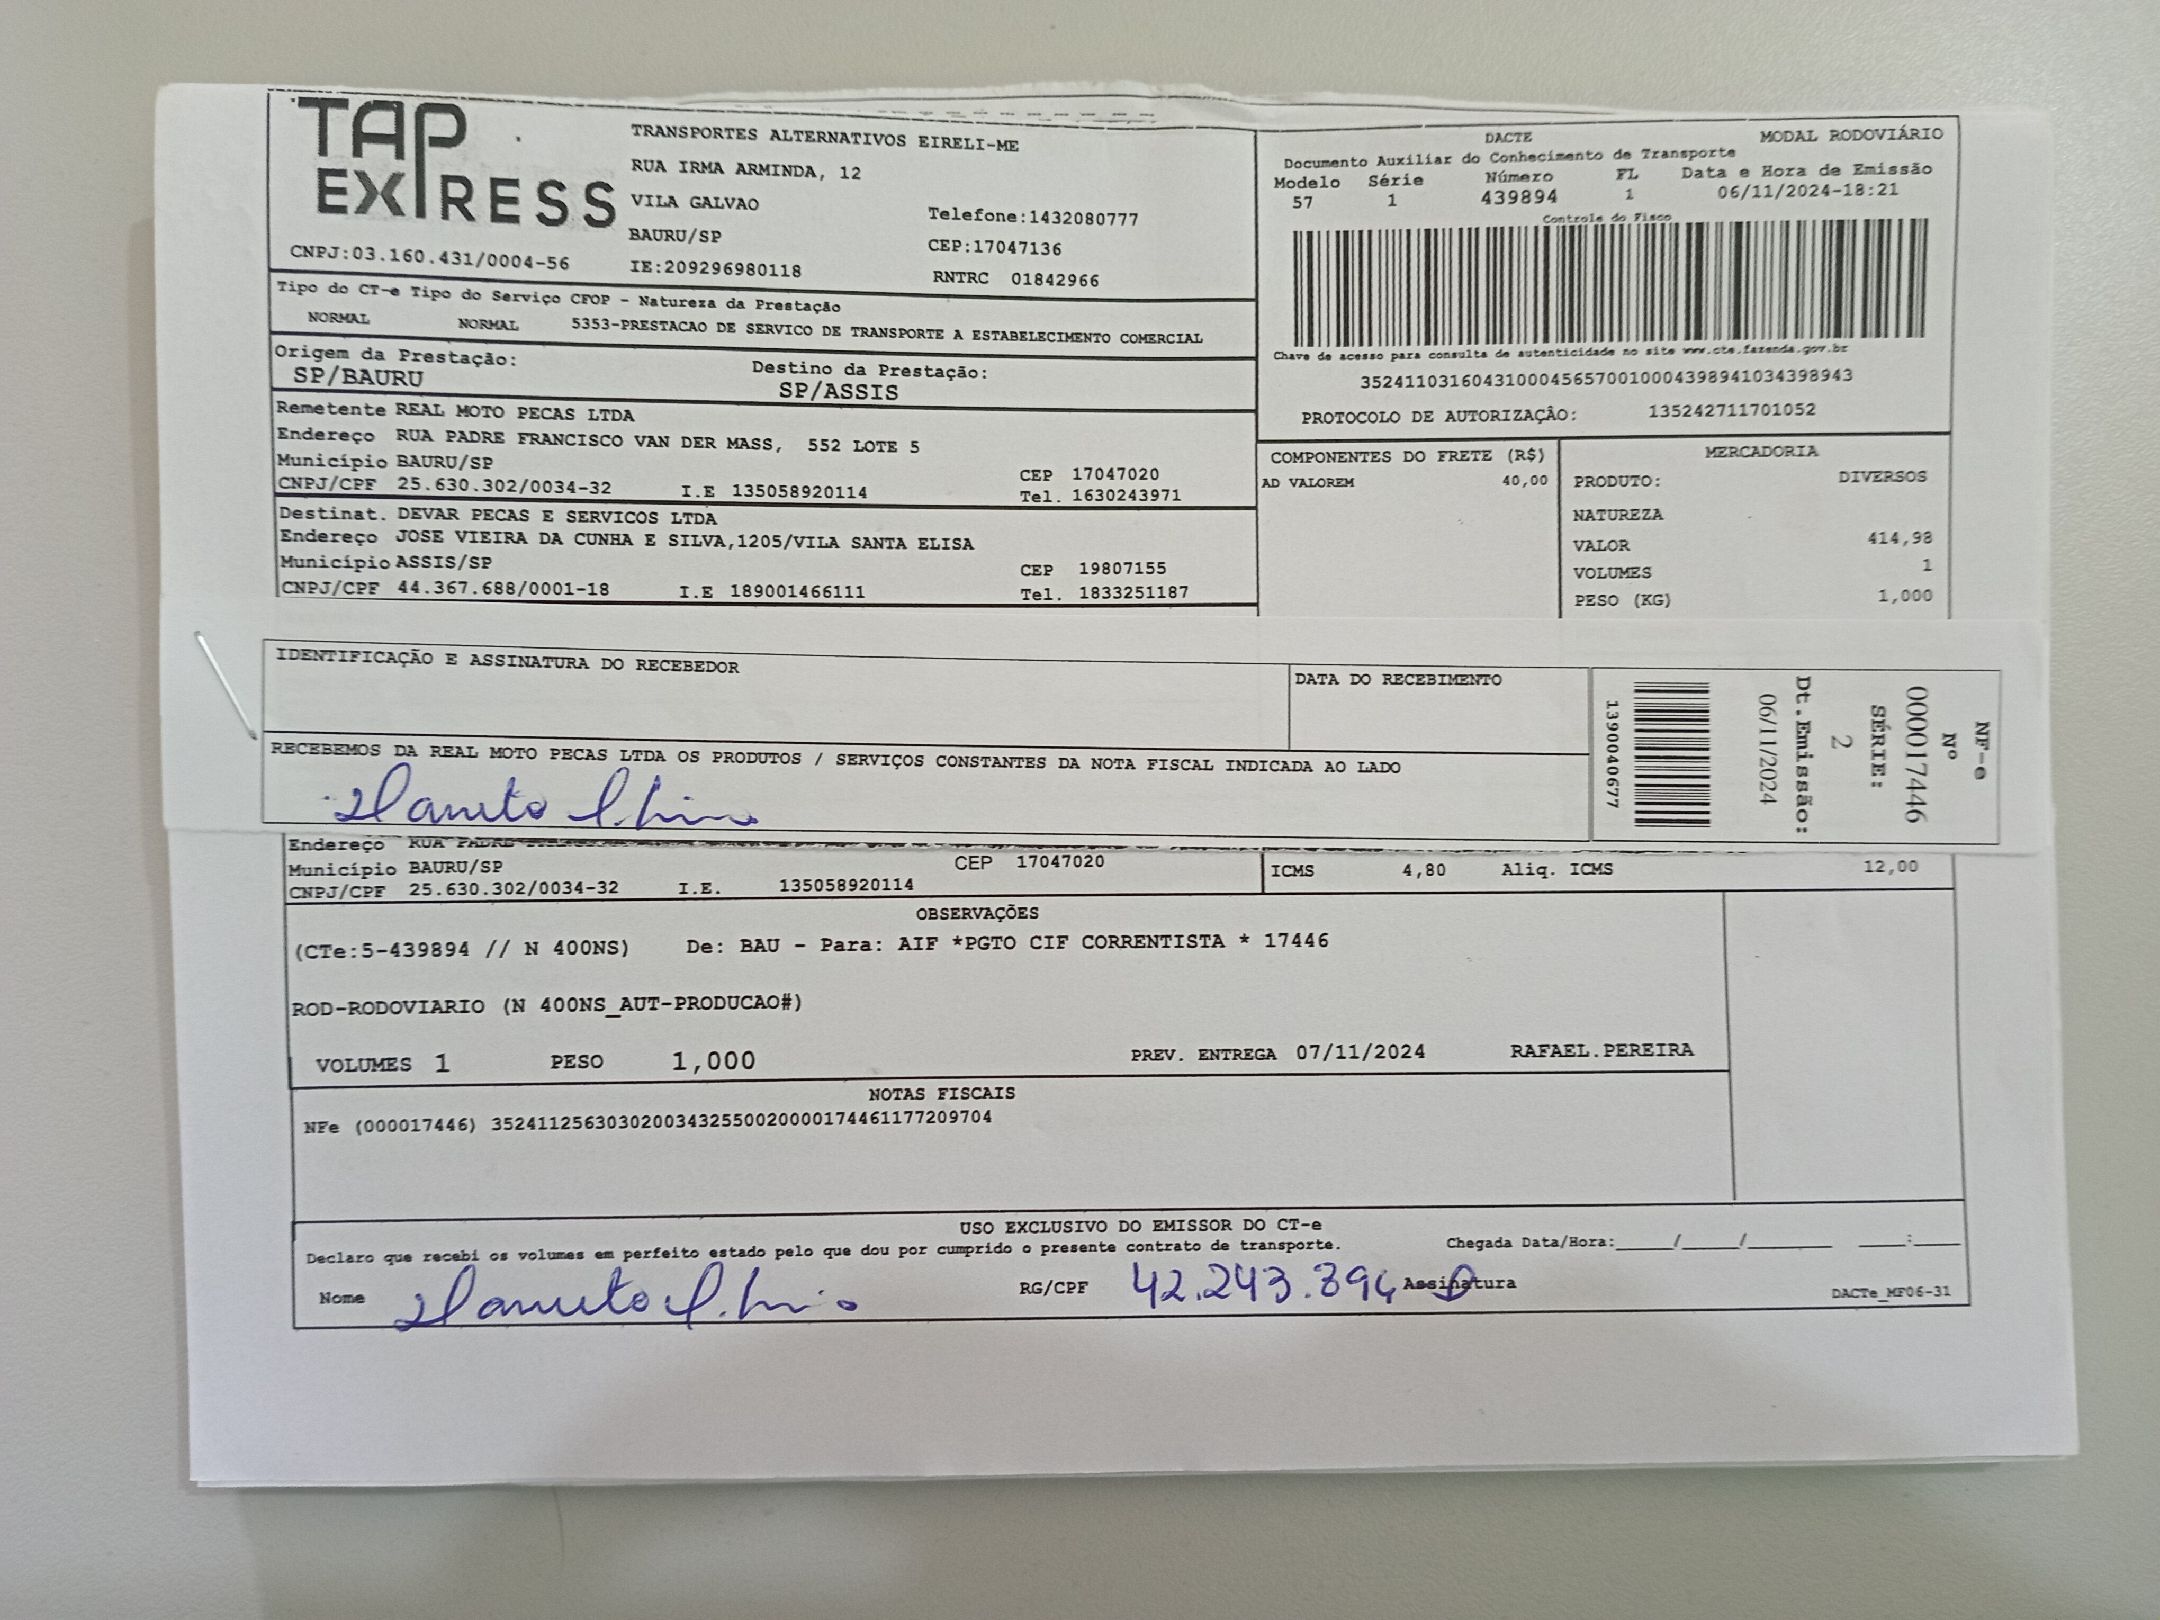 TAP
EXPRESS
CNPJ:03.160.431/0004-56
TRANSPORTES ALTERNATIVOS EIRELI-ME
RUA IRMA ARMINDA, 12
VILA GALVAO
Telefone:1432080777
BAURU/SP
CEP:17047136
IE:209296980118
RNTRC 01842966
DACTE MODAL RODOVIÁRIO
Documento Auxiliar do Conhecimento de Transporte
Modelo Série Número FL Data e Hora de Emissão
57 1 439894 1 06/11/2024-18:21
Controle do Fisco
Chave de acesso para consulta de autenticidade no site www.cte.fazenda.gov.br
35241103160431000456570010004398941034398943
PROTOCOLO DE AUTORIZAÇÂO: 135242711701052
Tipo do CT-e Tipo do Serviço CFOP - Natureza da Prestação
NORMAL NORMAL 5353-PRESTACAO DE SERVICO DE TRANSPORTE A ESTABELECIMENTO COMERCIAL
Origem da Prestação: Destino da Prestação:
SP/BAURU SP/ASSIS
Remetente REAL MOTO PECAS LTDA
Endereço RUA PADRE FRANCISCO VAN DER MASS, 552 LOTE 5
Município BAURU/SP CEP 17047020
CNPJ/CPF 25.630.302/0034-32 I.E 135058920114 Tel. 1630243971
Destinat. DEVAR PECAS E SERVICOS LTDA
Endereço JOSE VIEIRA DA CUNHA E SILVA,1205/VILA SANTA ELISA
Município ASSIS/SP CEP 19807155
CNPJ/CPF 44.367.688/0001-18 I.E 189001466111 Tel. 1833251187
COMPONENTES DO FRETE (R$)
AD VALOREM 40,00
MERCADORIA
PRODUTO: DIVERSOS
NATUREZA
VALOR 414,98
VOLUMES 1
PESO (KG) 1,000
IDENTIFICAÇÃO E ASSINATURA DO RECEBEDOR
DATA DO RECEBIMENTO
RECEBEMOS DA REAL MOTO PECAS LTDA OS PRODUTOS / SERVIÇOS CONSTANTES DA NOTA FISCAL INDICADA AO LADO
NF-e
Nº
000017446
SÉRIE:
2
Dt.Emissão:
06/11/2024
1390040677
Endereço RUA PADRE
Município BAURU/SP CEP 17047020
CNPJ/CPF 25.630.302/0034-32 I.E. 135058920114
ICMS 4,80 Aliq. ICMS 12,00
OBSERVAÇÕES
(CTe:5-439894 // N 400NS) De: BAU - Para: AIF *PGTO CIF CORRENTISTA * 17446
ROD-RODOVIARIO (N 400NS_AUT-PRODUCAO#)
VOLUMES 1 PESO 1,000 PREV. ENTREGA 07/11/2024 RAFAEL.PEREIRA
NOTAS FISCAIS
NFe (000017446) 35241125630302003432550020000174461177209704
USO EXCLUSIVO DO EMISSOR DO CT-e
Declaro que recebi os volumes em perfeito estado pelo que dou por cumprido o presente contrato de transporte. Chegada Data/Hora:_____/_____/_______ ____:____
Nome RG/CPF 42.243.394 Assinatura
DACTe_MF06-31